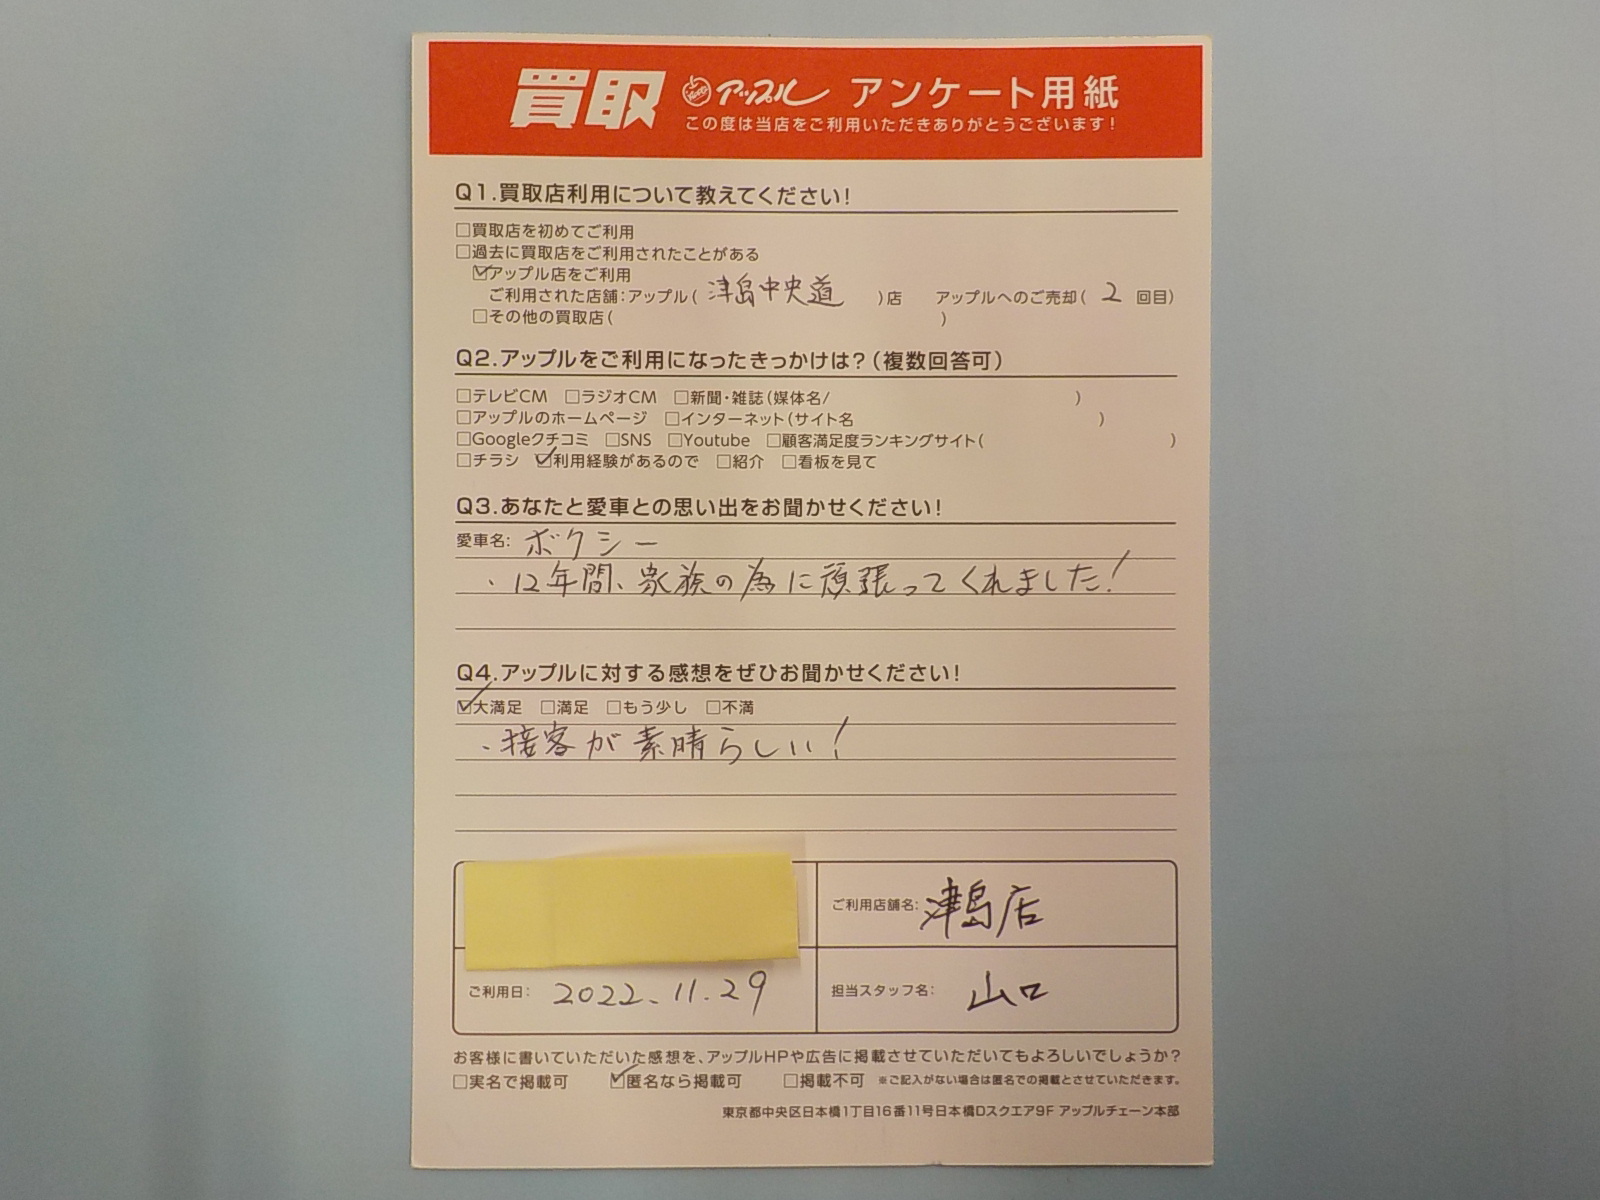 買取 アップル アンケート用紙
この度は当店をご利用いただきありがとうございます!
Q1.買取店利用について教えてください!
□買取店を初めてご利用
□過去に買取店をご利用されたことがある
☑アップル店をご利用
ご利用された店舗:アップル( 津島中央道 )店 アップルへのご売却( 2 回目)
□その他の買取店( )
Q2.アップルをご利用になったきっかけは?(複数回答可)
□テレビCM □ラジオCM □新聞・雑誌(媒体名/ )
□アップルのホームページ □インターネット(サイト名 )
□Googleクチコミ □SNS □Youtube □顧客満足度ランキングサイト( )
□チラシ ☑利用経験があるので □紹介 □看板を見て
Q3.あなたと愛車との思い出をお聞かせください!
愛車名: ボクシー
・12年間、家族の為に頑張ってくれました!
Q4.アップルに対する感想をぜひお聞かせください!
☑大満足 □満足 □もう少し □不満
・接客が素晴らしい!
ご利用店舗名: 津島店
ご利用日: 2022.11.29
担当スタッフ名: 山口
お客様に書いていただいた感想を、アップルHPや広告に掲載させていただいてもよろしいでしょうか?
□実名で掲載可 ☑匿名なら掲載可 □掲載不可 ※ご記入がない場合は匿名での掲載とさせていただきます。
東京都中央区日本橋1丁目16番11号日本橋Dスクエア9F アップルチェーン本部